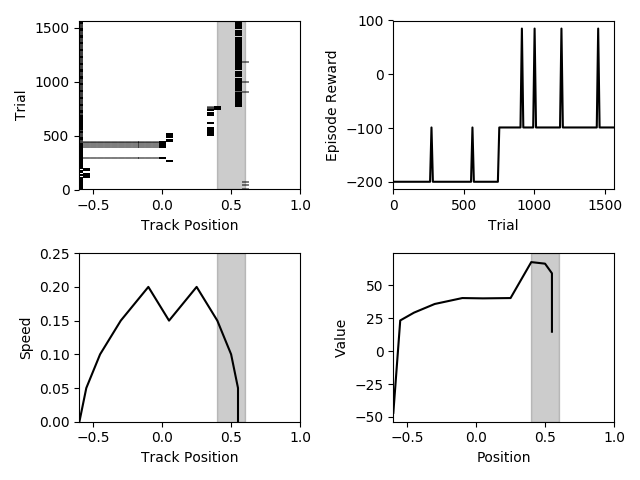 1500
1000
500
0
−0.5 0.0 0.5 1.0
Track Position
Trial
100
0
−100
−200
0 500 1000 1500
Trial
Episode Reward
0.25
0.20
0.15
0.10
0.05
0.00
−0.5 0.0 0.5 1.0
Track Position
Speed
50
25
0
−25
−50
−0.5 0.0 0.5 1.0
Position
Value